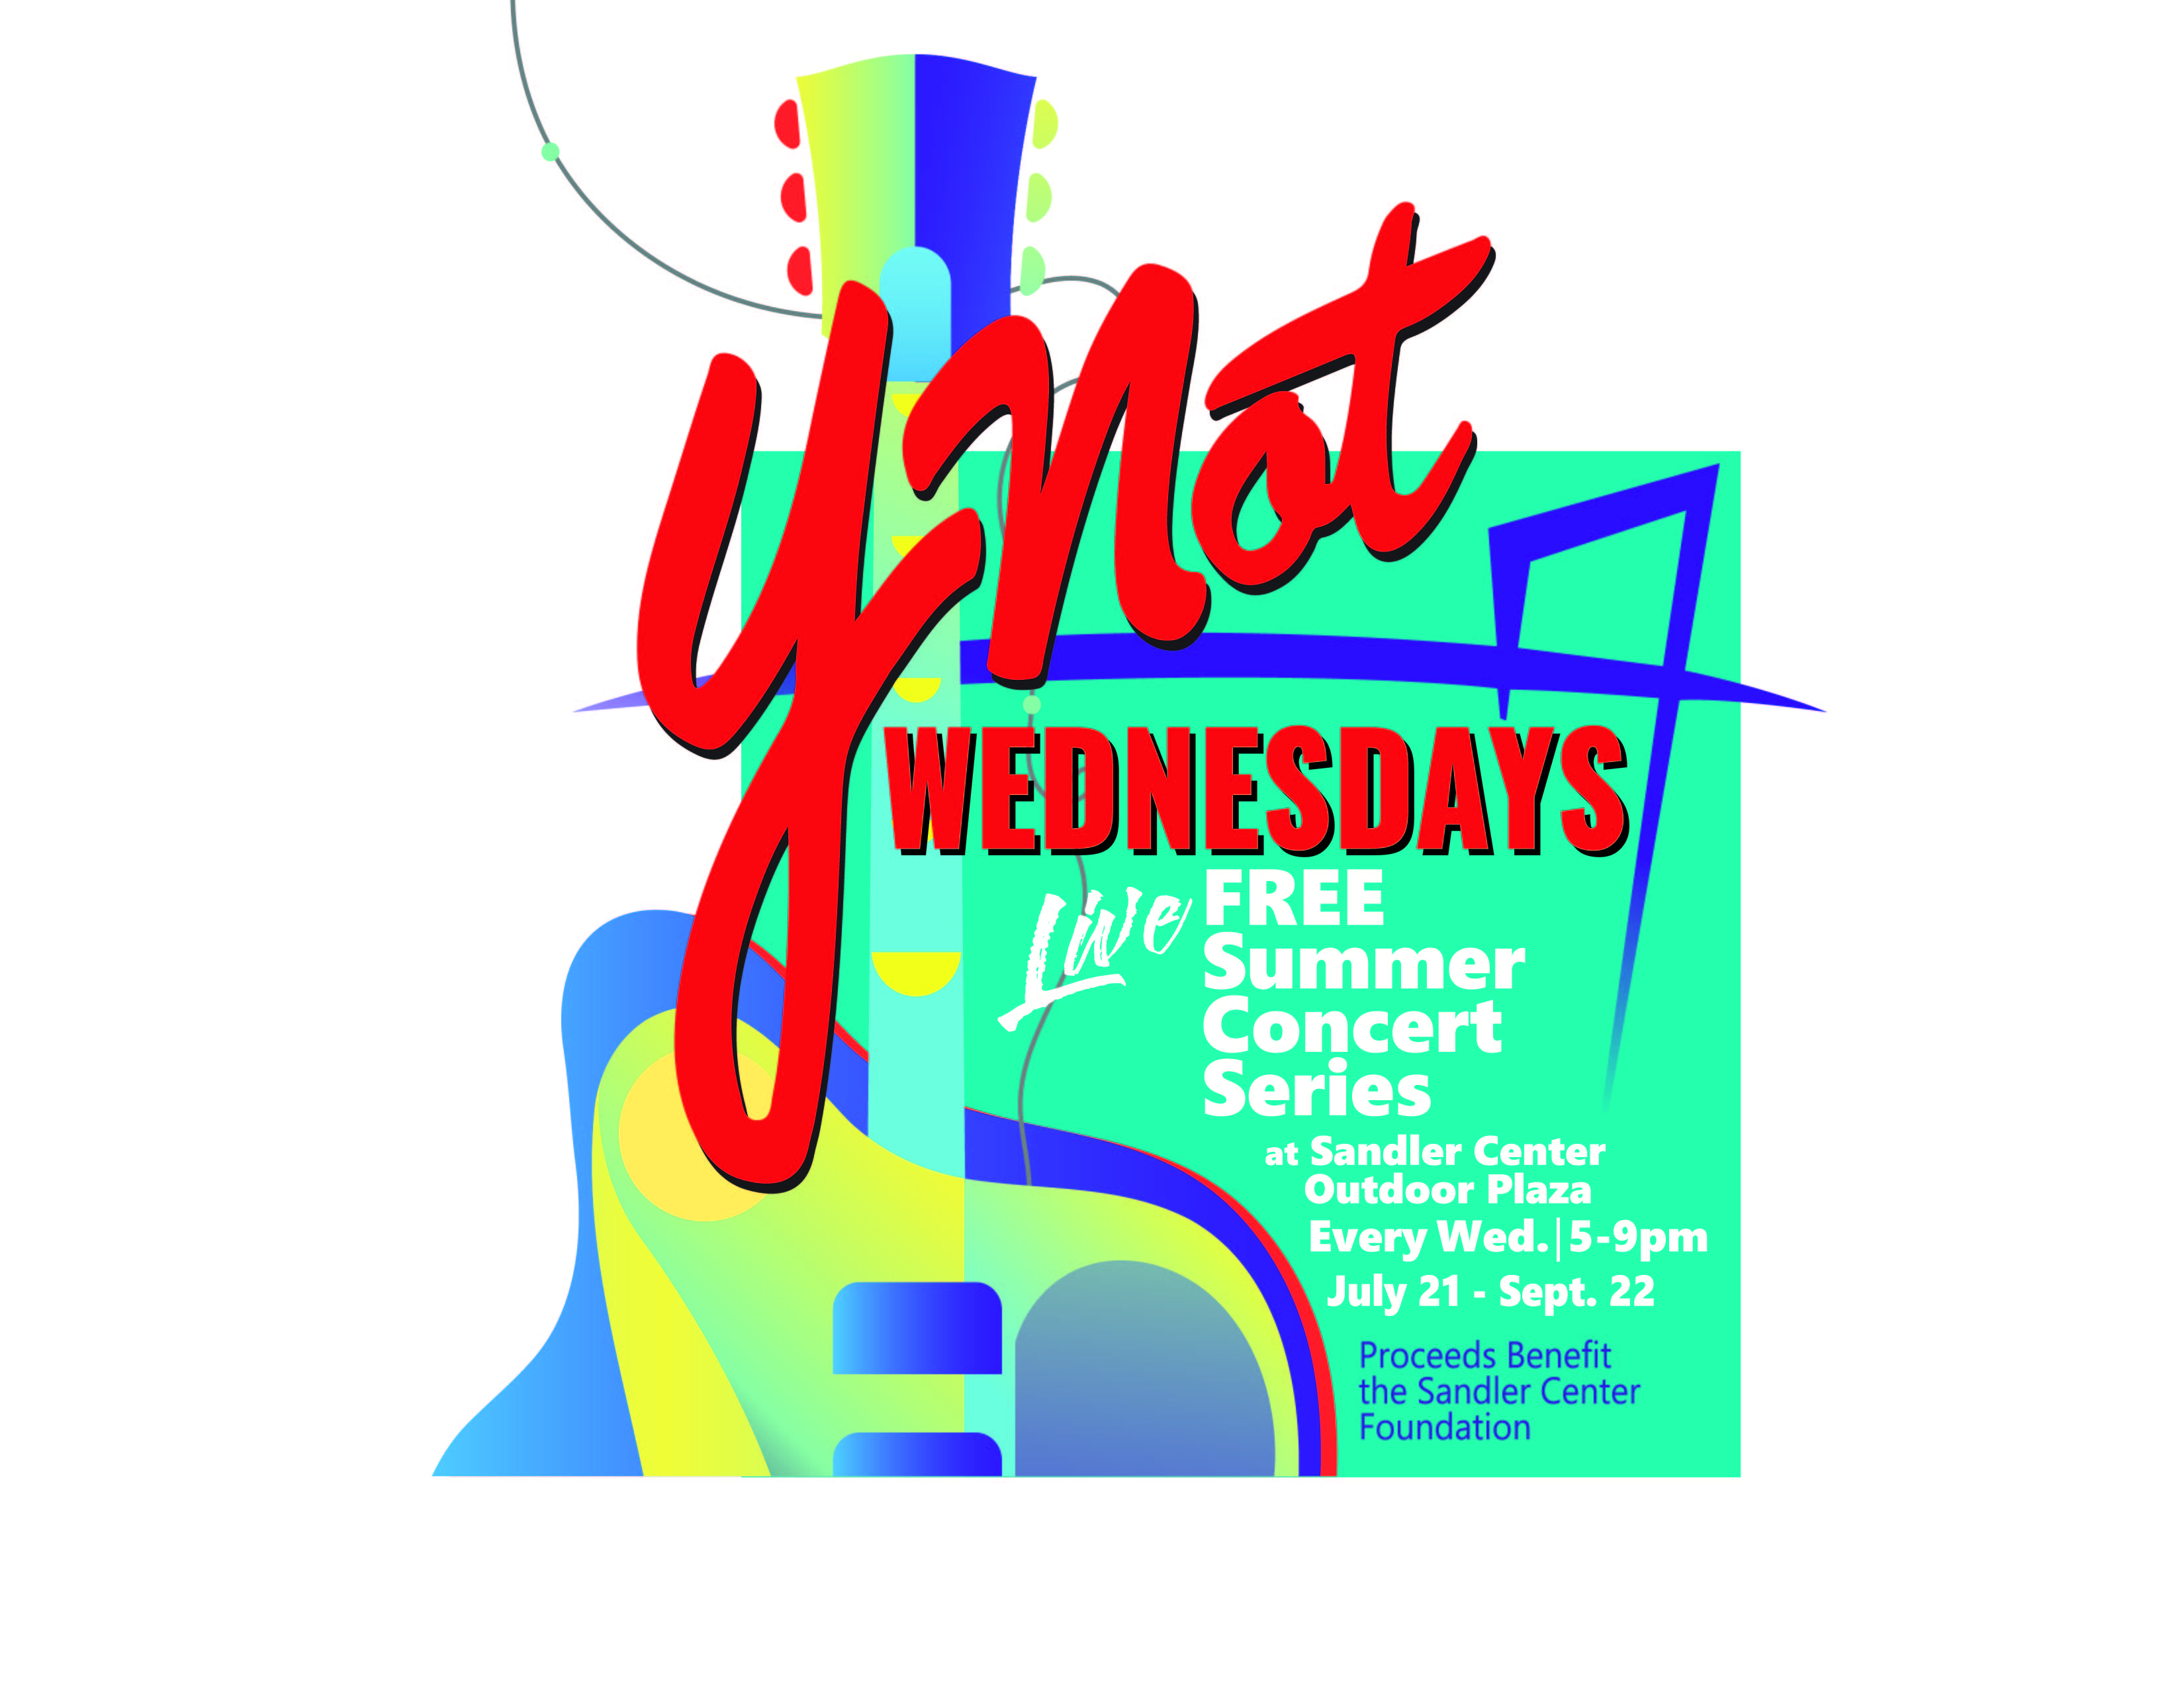 yNot
WEDNESDAYS
Live
FREE
Summer
Concert
Series
at Sandler Center
Outdoor Plaza
Every Wed.|5-9pm
July 21 - Sept. 22
Proceeds Benefit
the Sandler Center
Foundation